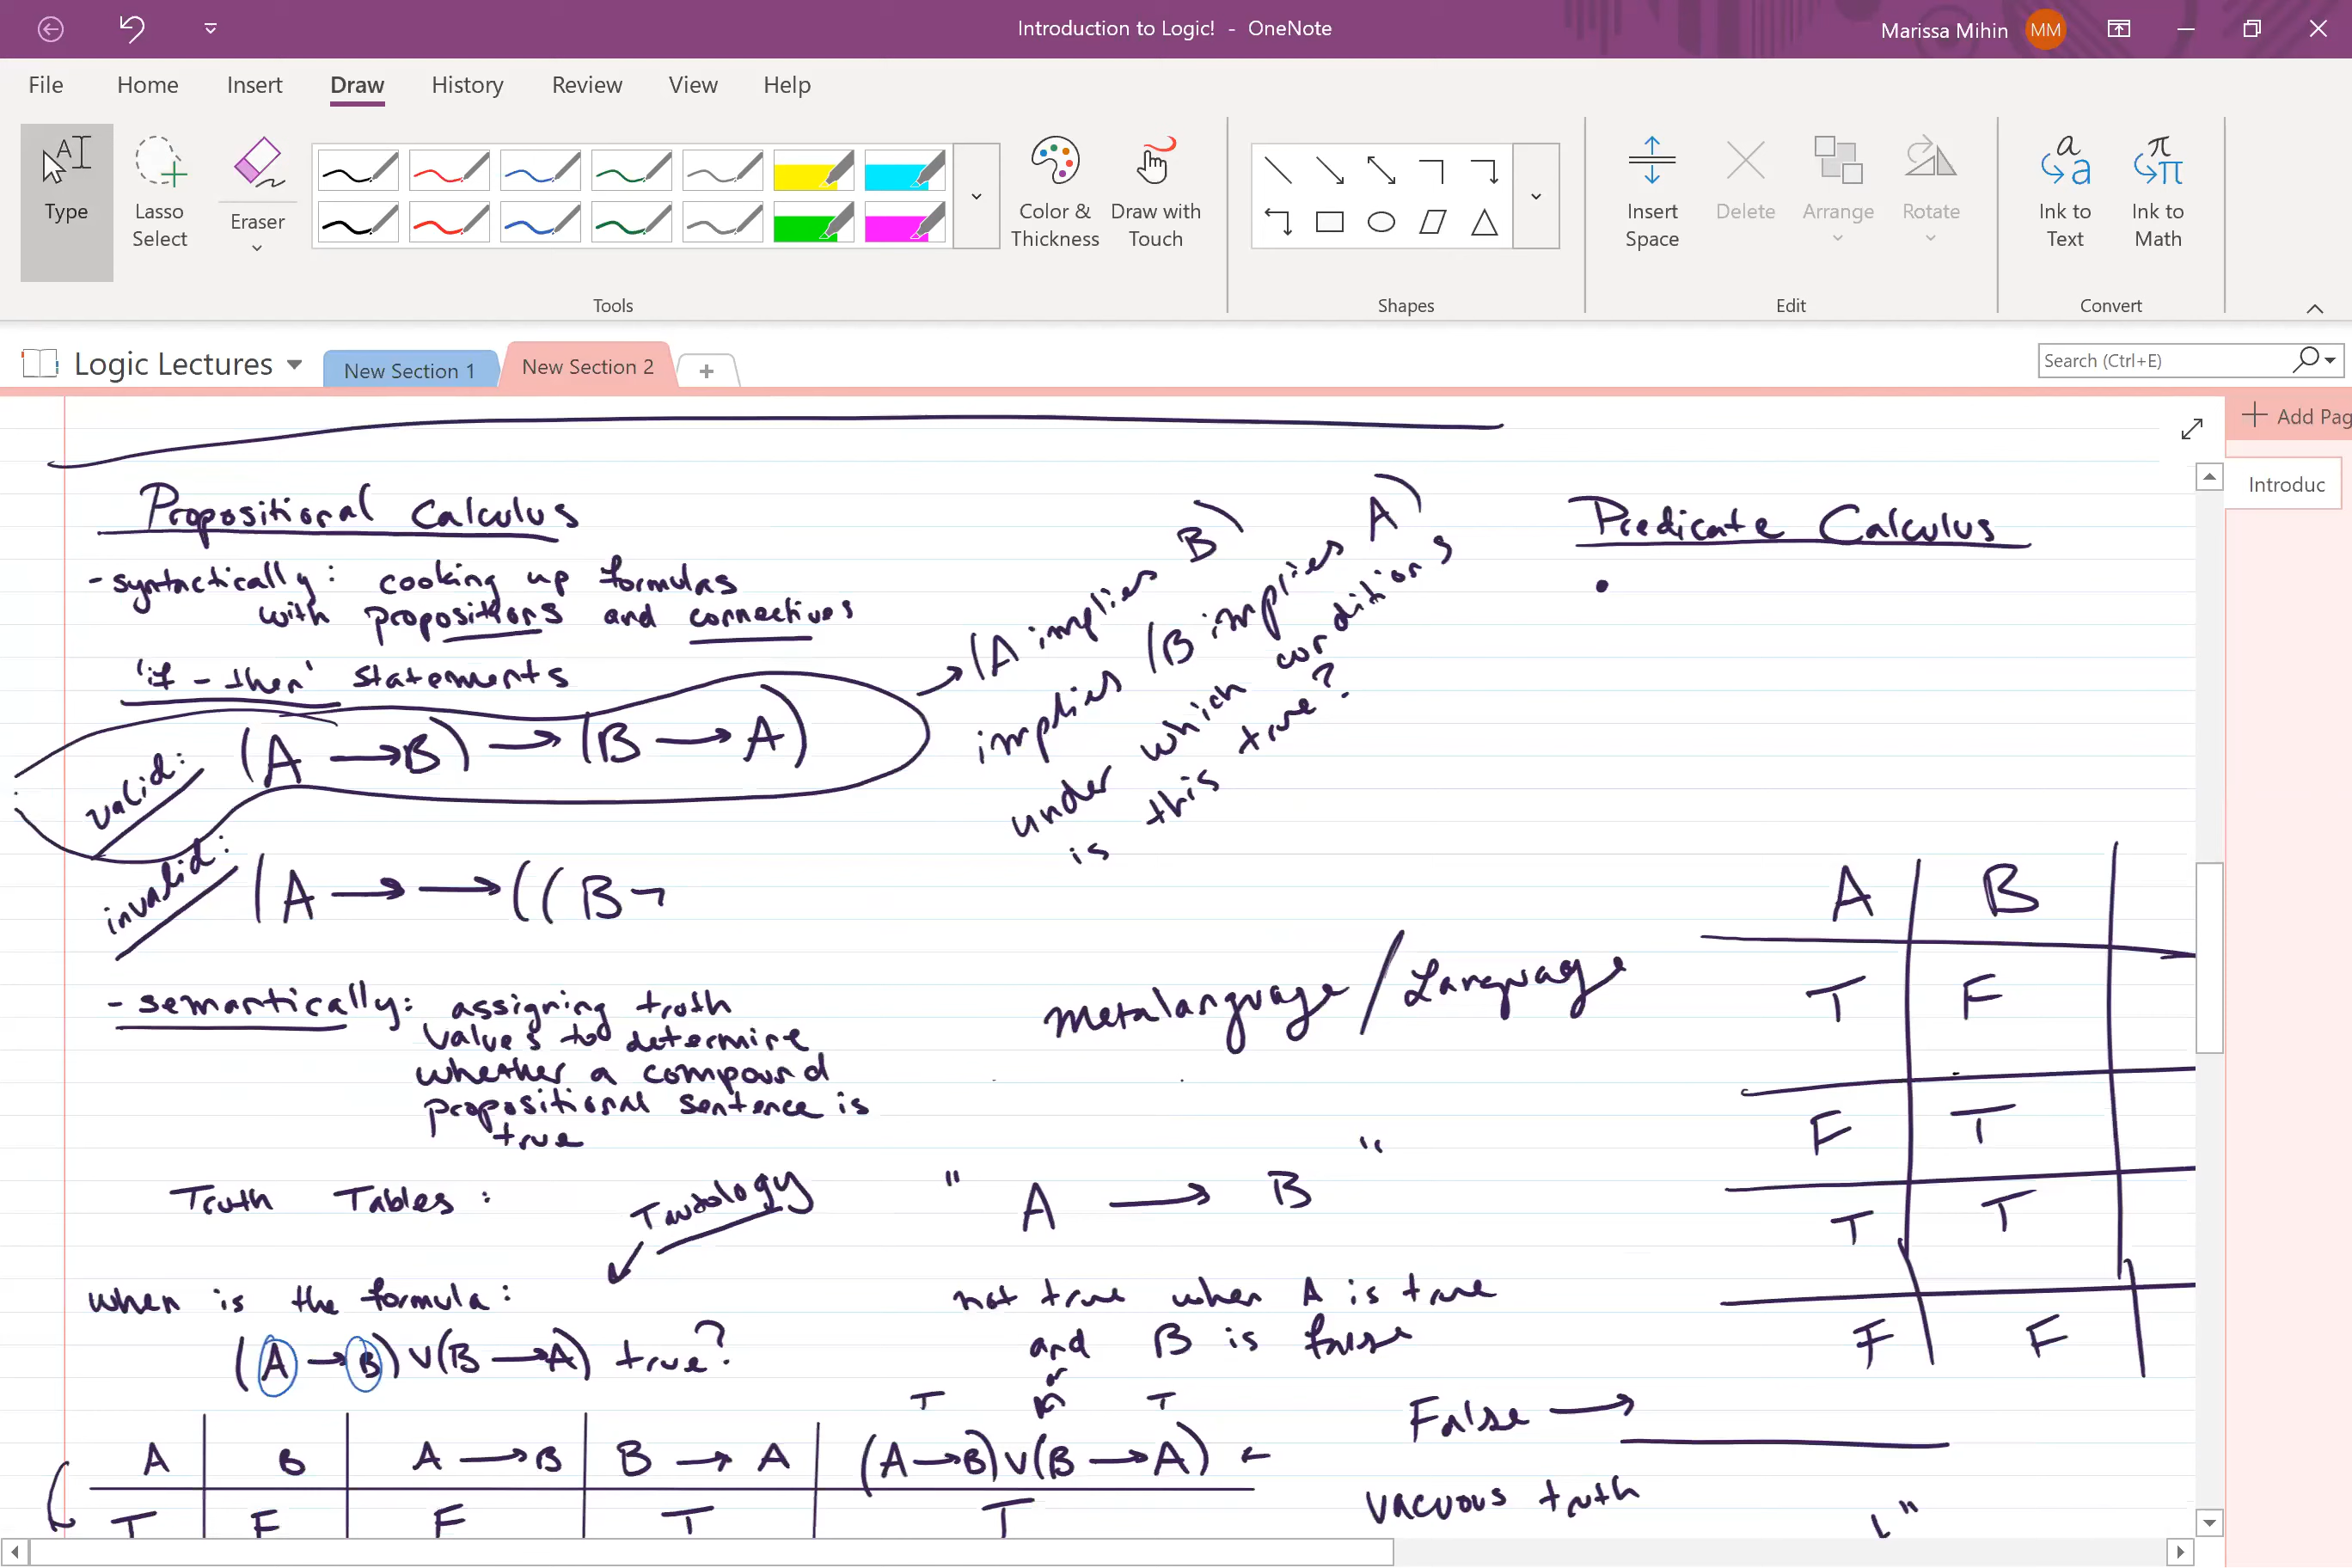 Introduction to Logic! - OneNote
Marissa Mihin MM
File Home Insert Draw History Review View Help
Type
Lasso Select
Eraser
Color & Thickness
Draw with Touch
Insert Space
Delete
Arrange
Rotate
Ink to Text
Ink to Math
Tools Shapes Edit Convert
Logic Lectures New Section 1 New Section 2 +
Search (Ctrl+E)
+ Add Pag
Introduc
Propositional Calculus
- syntactically: cooking up formulas
with propositions and connectives
'if - then' statements
valid: (A → B) → (B → A)
(A implies B)
implies (B implies A)
under which conditions
is this true?
invalid: (A → → ((B ¬
- semantically: assigning truth
values to determine
whether a compound
propositional sentence is
true
Metalanguage / Language
Truth Tables:
Tautology
when is the formula:
(A → B) ∨ (B → A) true?
" A → B "
not true when A is true
and B is false
or
T T
A B A → B B → A (A → B) ∨ (B → A) ←
T F F T T
Predicate Calculus
•
A B
T F
F T
T T
F F
False →
vacuous truth